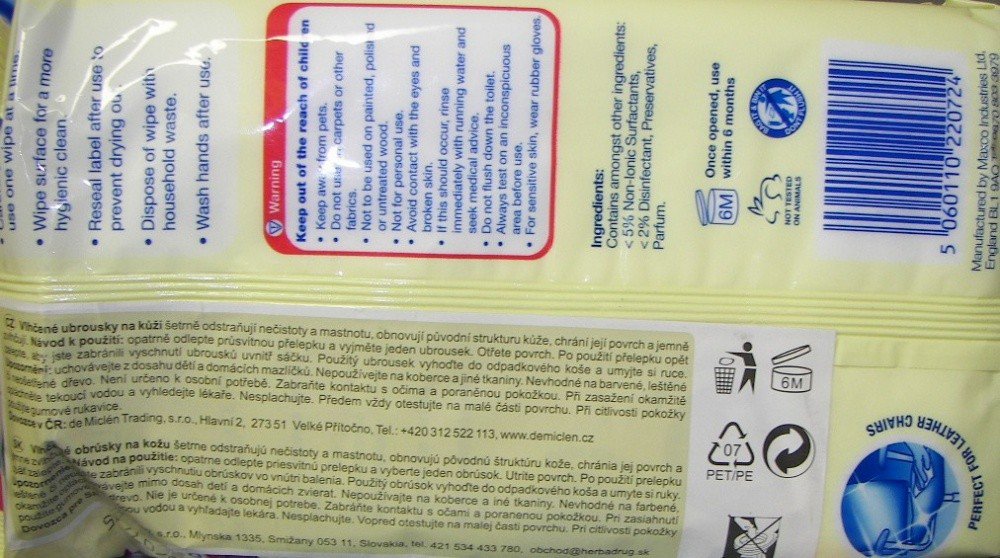 use one wipe at a time.
• Wipe surface for a more
hygenic clean.
• Reseal label after use to
prevent drying out.
• Dispose of wipe with
household waste.
• Wash hands after use.
Warning
Keep out of the reach of children
• Keep away from pets.
• Do not use on carpets or other
fabrics.
• Not to be used on painted, polished
or untreated wood.
• Not for personal use.
• Avoid contact with the eyes and
broken skin.
• If this should occur, rinse
immediately with running water and
seek medical advice.
• Do not flush down the toilet.
• Always test on an inconspicuous
area before use.
• For sensitive skin, wear rubber gloves.
Ingredients:
Contains amongst other ingredients:
< 5% Non-Ionic Surfactants,
< 2% Disinfectant, Preservatives,
Parfum.
6M
Once opened, use
within 6 months
NOT TESTED
ON ANIMALS
5 060110 220724
Manufactured by Maxco Industries Ltd,
England BL1
CZ Vlhčené ubrousky na kůži šetrně odstraňují nečistoty a mastnotu, obnovují původní strukturu kůže, chrání její povrch a jemně
Návod k použití: opatrně odlepte průsvitnou přelepku a vyjměte jeden ubrousek. Otřete povrch. Po použití přelepku opět
aby jste zabránili vyschnutí ubrousků uvnitř sáčku. Použitý ubrousek vyhoďte do odpadkového koše a umyjte si ruce.
uchovávejte z dosahu dětí a domácích mazlíčků. Nepoužívejte na koberce a jiné tkaniny. Nevhodné na barvené, leštěné
dřevo. Není určeno k osobní potřebě. Zabraňte kontaktu s očima a poraněnou pokožkou. Při zasažení okamžitě
tekoucí vodou a vyhledejte lékaře. Nesplachujte. Předem vždy otestujte na malé části povrchu. Při citlivosti pokožky
gumové rukavice.
v ČR: de Miclén Trading, s.r.o., Hlavní 2, 273 51 Velké Přítočno, Tel.: +420 312 522 113, www.demiclen.cz
SK Vlhčené obrúsky na kožu šetrne odstraňujú nečistoty a mastnotu, obnovujú pôvodnú štruktúru kože, chránia jej povrch a
Návod na použitie: opatrne odlepte priesvitnú prelepku a vyberte jeden obrúsok. Utrite povrch. Po použití prelepku
zabránili vyschnutiu obrúskov vo vnútri balenia. Použitý obrúsok vyhoďte do odpadkového koša a umyte si ruky.
mimo dosah detí a domácích zvierat. Nepoužívajte na koberce a iné tkaniny. Nevhodné na farbené,
drevo. Nie je určené k osobnej potrebe. Zabráňte kontaktu s očami a poranenou pokožkou. Pri zasiahnutí
vodou a vyhľadajte lekára. Nesplachujte. Vopred otestujte na malej časti povrchu. Pri citlivosti pokožky
s.r.o., Mlynska 1335, Smižany 053 11, Slovakia, tel. 421 534 433 780, obchod@herbadrug.sk
6M
07
PET/PE
PERFECT FOR LEATHER CHAIRS